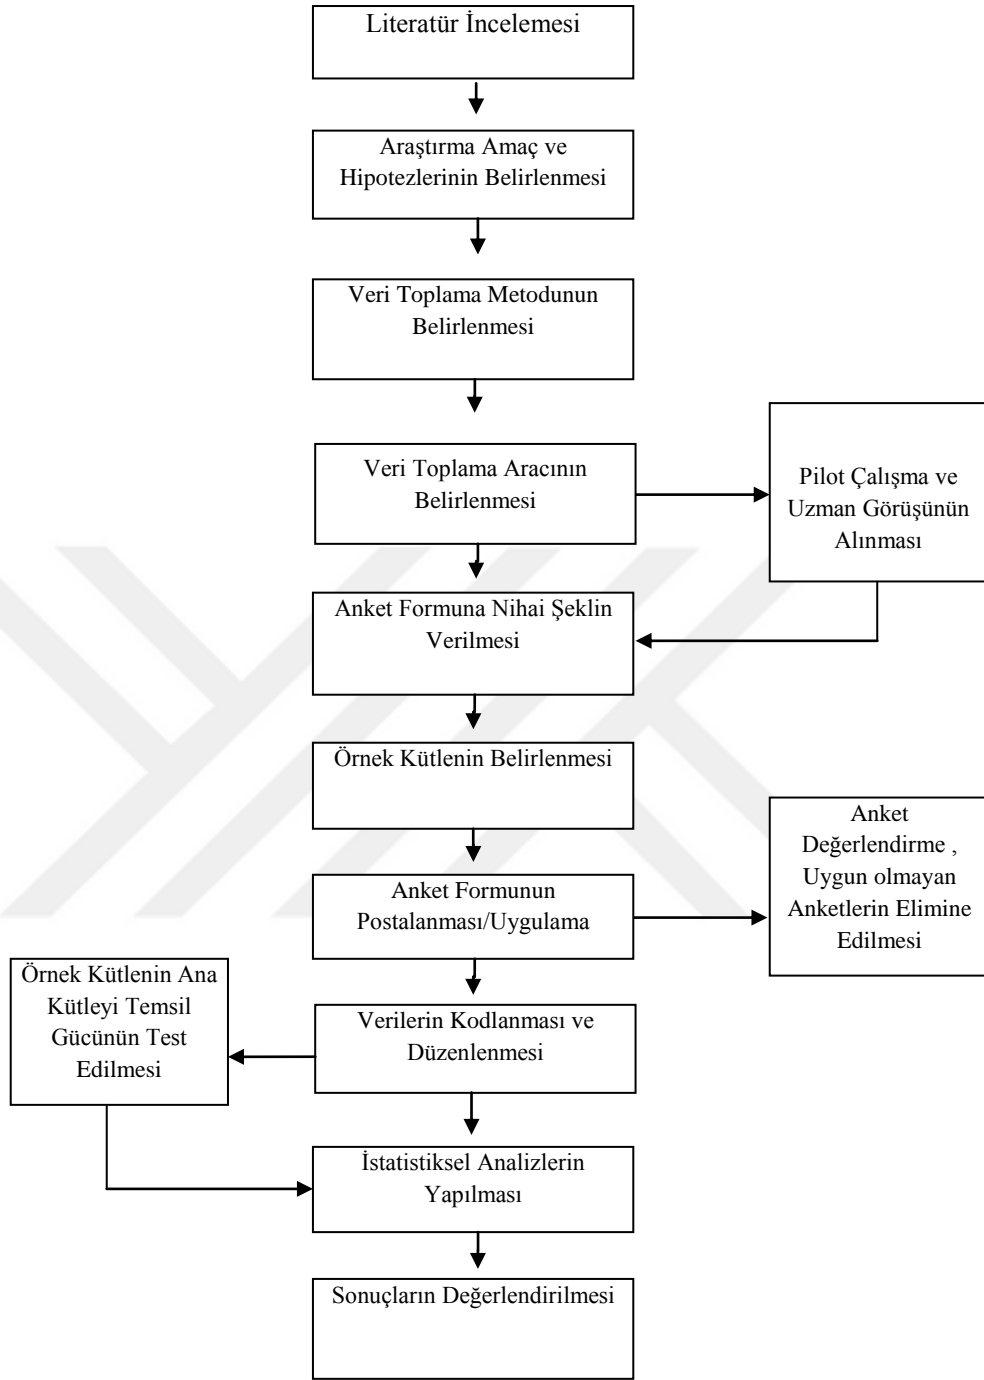 Literatür İncelemesi
Araştırma Amaç ve
Hipotezlerinin Belirlenmesi
Veri Toplama Metodunun
Belirlenmesi
Veri Toplama Aracının
Belirlenmesi
Pilot Çalışma ve
Uzman Görüşünün
Alınması
Anket Formuna Nihai Şeklin
Verilmesi
Örnek Kütlenin Belirlenmesi
Anket Formunun
Postalanması/Uygulama
Anket
Değerlendirme ,
Uygun olmayan
Anketlerin Elimine
Edilmesi
Verilerin Kodlanması ve
Düzenlenmesi
Örnek Kütlenin Ana
Kütleyi Temsil
Gücünün Test
Edilmesi
İstatistiksel Analizlerin
Yapılması
Sonuçların Değerlendirilmesi